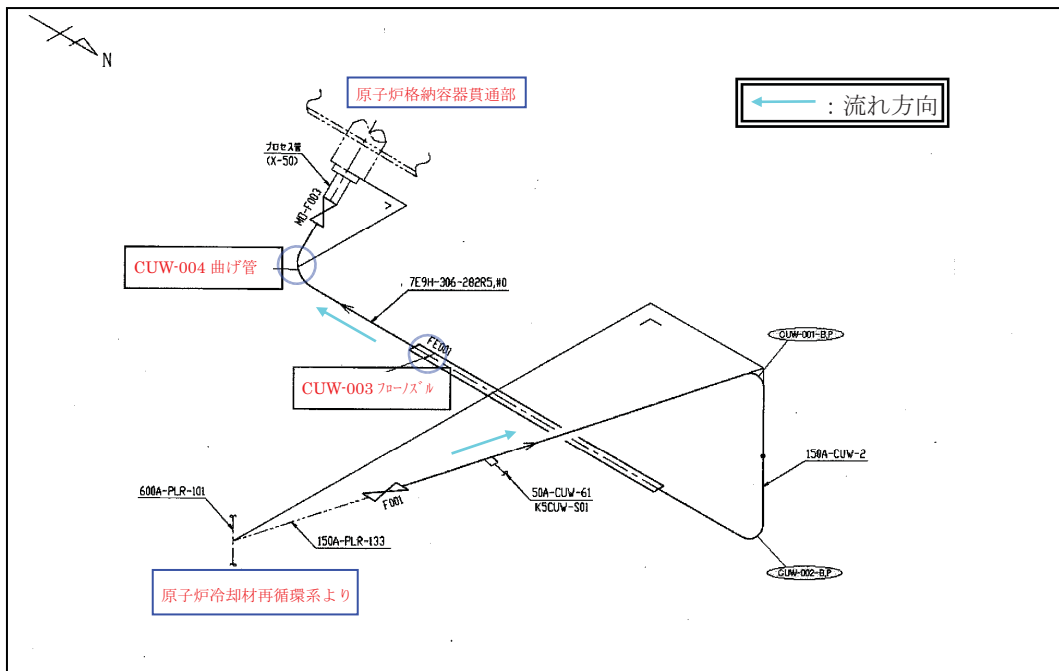 N
原子炉格納容器貫通部
：流れ方向
プロセス管
(X-50)
MO-F003
CUW-004 曲げ管
7E9H-306-282R5,#0
FE001
CUW-001-B,P
CUW-003 フローノズル
150A-CUW-2
600A-PLR-101
F001
50A-CUW-61
K5CUW-S01
150A-PLR-133
CUW-002-B,P
原子炉冷却材再循環系より